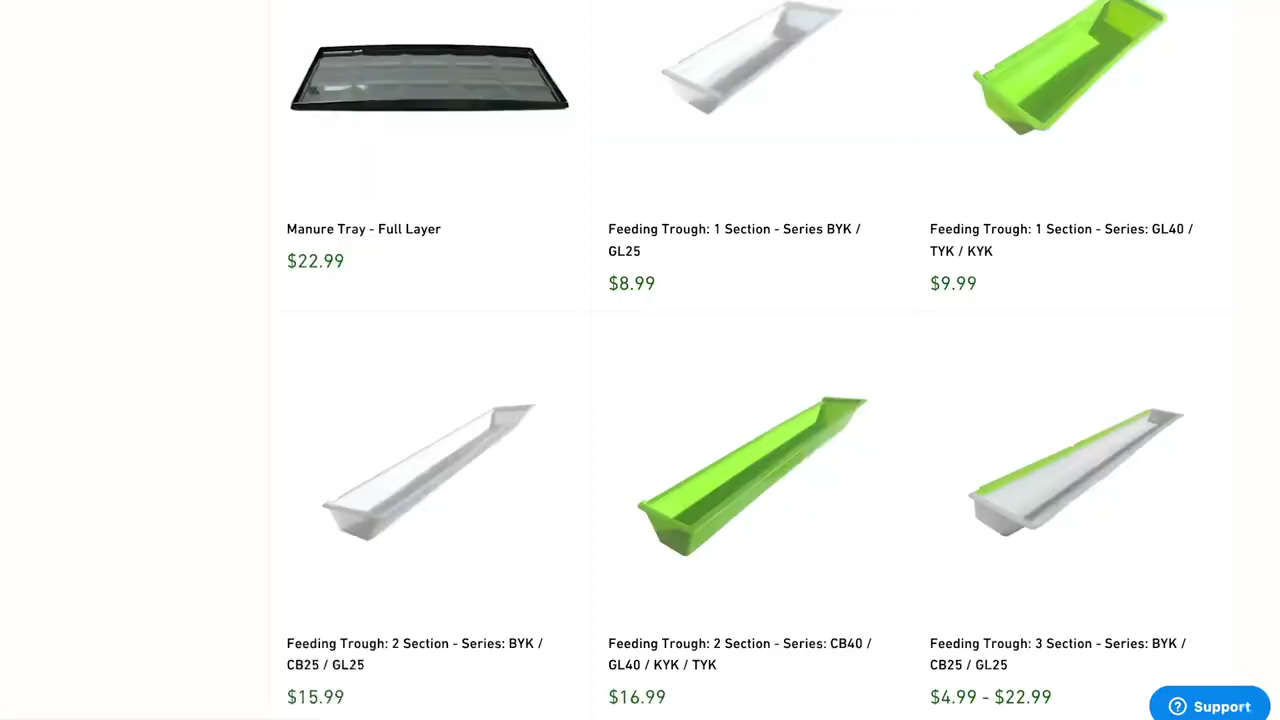 Manure Tray - Full Layer
$22.99
Feeding Trough: 1 Section - Series BYK /
GL25
$8.99
Feeding Trough: 1 Section - Series: GL40 /
TYK / KYK
$9.99
Feeding Trough: 2 Section - Series: BYK /
CB25 / GL25
$15.99
Feeding Trough: 2 Section - Series: CB40 /
GL40 / KYK / TYK
$16.99
Feeding Trough: 3 Section - Series: BYK /
CB25 / GL25
$4.99 - $22.99
Support